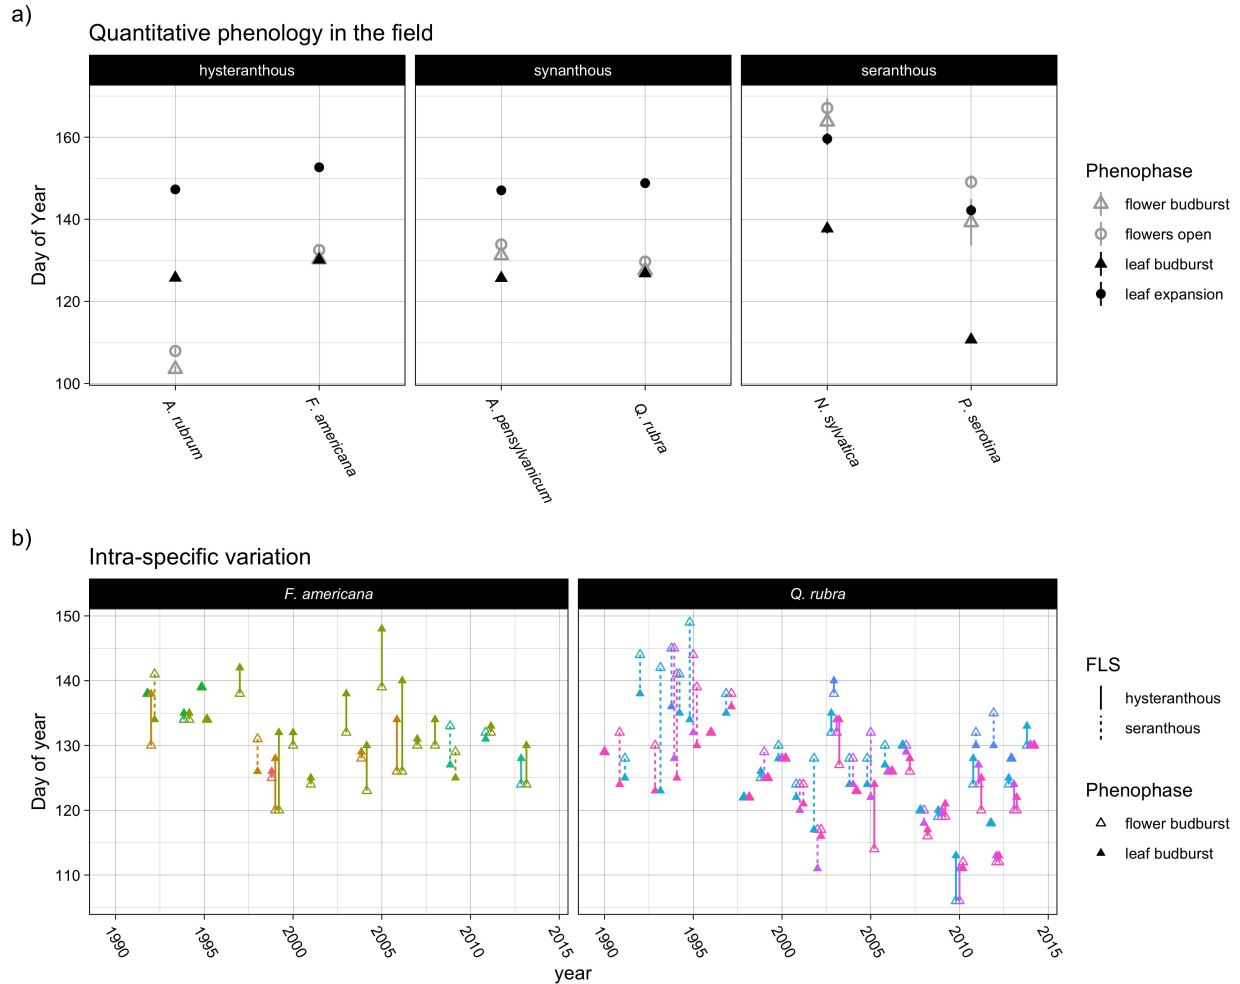 a)
Quantitative phenology in the field
hysteranthous synanthous seranthous
160
140
120
100
Day of Year
A. rubrum F. americana A. pensylvanicum Q. rubra N. sylvatica P. serotina
Phenophase
flower budburst
flowers open
leaf budburst
leaf expansion
b)
Intra-specific variation
F. americana Q. rubra
150
140
130
120
110
Day of year
1990 1995 2000 2005 2010 2015 1990 1995 2000 2005 2010 2015
year
FLS
hysteranthous
seranthous
Phenophase
flower budburst
leaf budburst